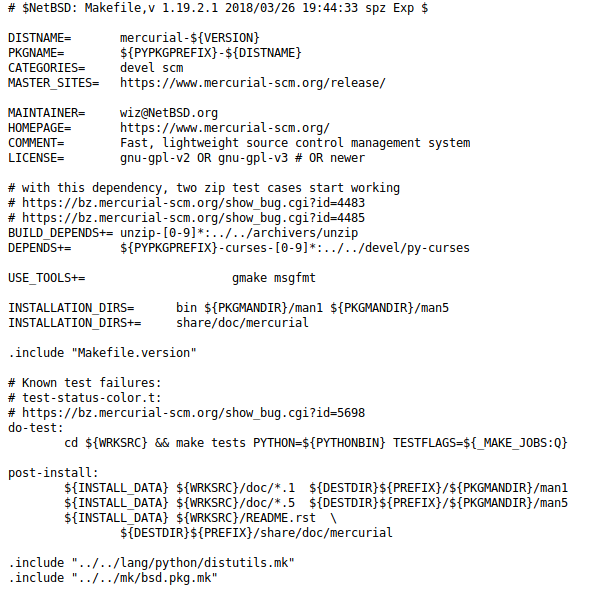 # $NetBSD: Makefile,v 1.19.2.1 2018/03/26 19:44:33 spz Exp $

DISTNAME=	mercurial-${VERSION}
PKGNAME=	${PYPKGPREFIX}-${DISTNAME}
CATEGORIES=	devel scm
MASTER_SITES=	https://www.mercurial-scm.org/release/

MAINTAINER=	wiz@NetBSD.org
HOMEPAGE=	https://www.mercurial-scm.org/
COMMENT=	Fast, lightweight source control management system
LICENSE=	gnu-gpl-v2 OR gnu-gpl-v3 # OR newer

# with this dependency, two zip test cases start working
# https://bz.mercurial-scm.org/show_bug.cgi?id=4483
# https://bz.mercurial-scm.org/show_bug.cgi?id=4485
BUILD_DEPENDS+=	unzip-[0-9]*:../../archivers/unzip
DEPENDS+=	${PYPKGPREFIX}-curses-[0-9]*:../../devel/py-curses

USE_TOOLS+=			gmake msgfmt

INSTALLATION_DIRS=	bin ${PKGMANDIR}/man1 ${PKGMANDIR}/man5
INSTALLATION_DIRS+=	share/doc/mercurial

.include "Makefile.version"

# Known test failures:
# test-status-color.t:
# https://bz.mercurial-scm.org/show_bug.cgi?id=5698
do-test:
	cd ${WRKSRC} && make tests PYTHON=${PYTHONBIN} TESTFLAGS=${_MAKE_JOBS:Q}

post-install:
	${INSTALL_DATA} ${WRKSRC}/doc/*.1  ${DESTDIR}${PREFIX}/${PKGMANDIR}/man1
	${INSTALL_DATA} ${WRKSRC}/doc/*.5  ${DESTDIR}${PREFIX}/${PKGMANDIR}/man5
	${INSTALL_DATA} ${WRKSRC}/README.rst  \
		${DESTDIR}${PREFIX}/share/doc/mercurial

.include "../../lang/python/distutils.mk"
.include "../../mk/bsd.pkg.mk"